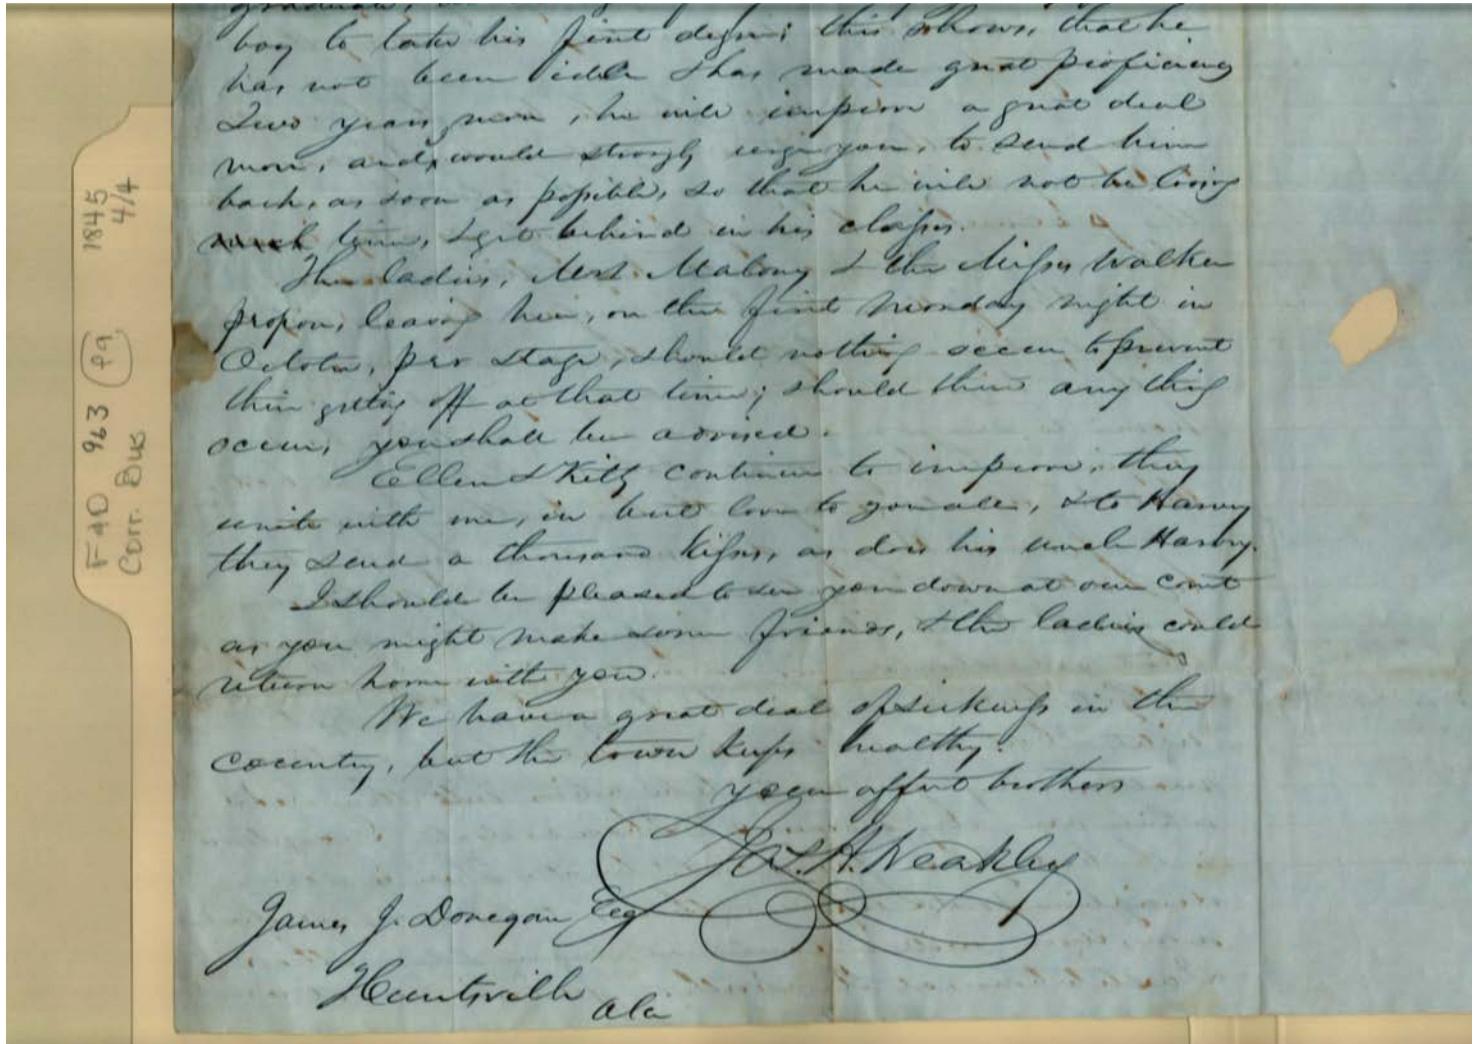 graduate,
boy to take his first degree; this shows, that he
has not been idle & has made great proficiency
Two years more, he will improve a great deal
more, and, would strongly urge you, to send him
back, as soon as possible, so that he will not be losing
much time, & get behind in his classes.
The ladies, Mrs. Malony & the Misses Walker
propose, leaving here, on the first monday night in
October, per Stage, should nothing occur to prevent
their getting off at that time; should there any thing
occur, you shall be advised.
Ellen & Kitty continue to improve, they
unite with me, in best love to you all, & to Harvey
they send a thousand kisses, as does his uncle Harvey.
I should be pleased to see you down at our Court
as you might make some friends, & the ladies could
return home with you.
We have a great deal of sickness in the
country, but the town keeps healthy.
your affect brother
Jas. H. Weakley
James J. Donegan Esq
Huntsville
Ala
1845
4/4
F&D 963 P9
Corr. Bus